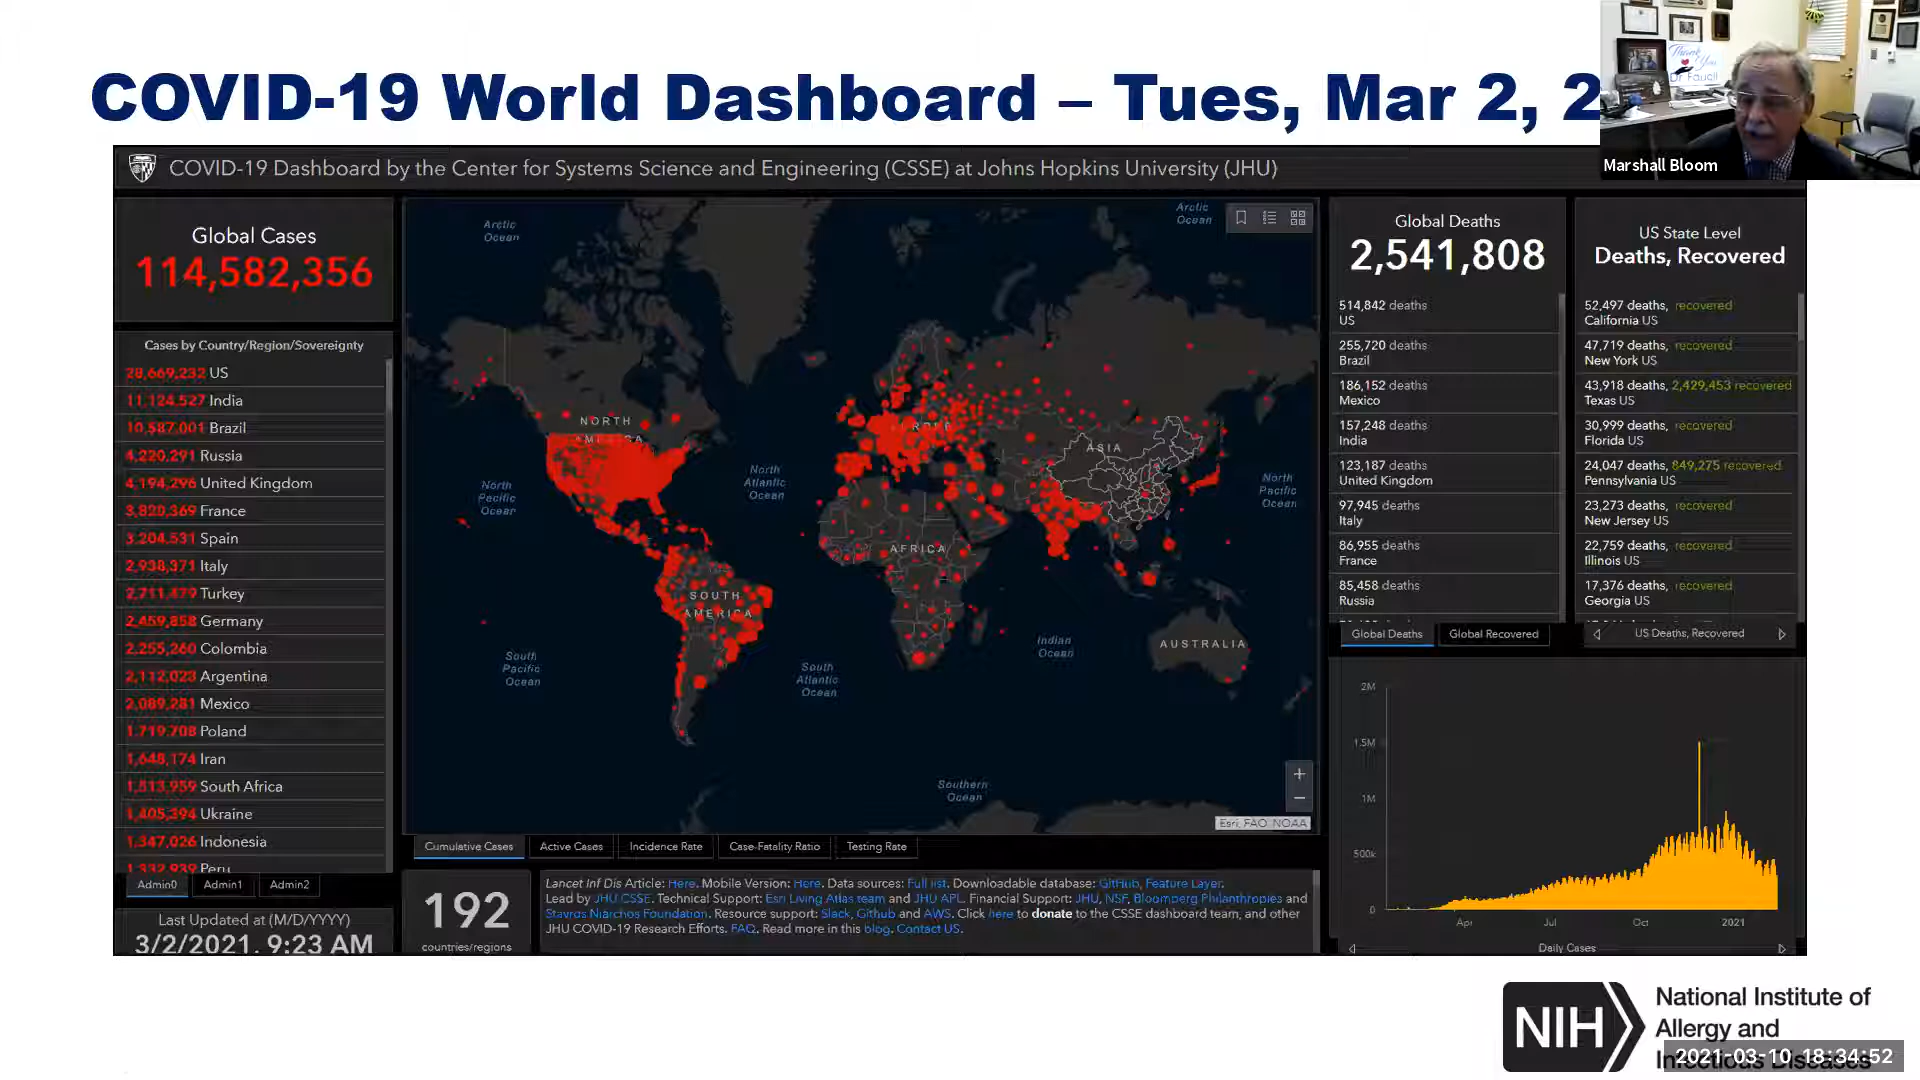 COVID-19 World Dashboard – Tues, Mar 2, 2
Thank
You
Dr Fauci!
Marshall Bloom
COVID-19 Dashboard by the Center for Systems Science and Engineering (CSSE) at Johns Hopkins University (JHU)
Global Cases
114,582,356
Cases by Country/Region/Sovereignty
28,669,232 US
11,124,527 India
10,587,001 Brazil
4,220,291 Russia
4,194,296 United Kingdom
3,820,369 France
3,204,531 Spain
2,938,371 Italy
2,711,479 Turkey
2,459,858 Germany
2,255,260 Colombia
2,112,023 Argentina
2,089,281 Mexico
1,719,708 Poland
1,648,174 Iran
1,513,959 South Africa
1,405,394 Ukraine
1,347,026 Indonesia
1,332,939 Peru
Admin0
Admin1
Admin2
Last Updated at (M/D/YYYY)
3/2/2021, 9:23 AM
Arctic
Ocean
Arctic
Ocean
NORTH
AMERICA
EUROPE
ASIA
North
Pacific
Ocean
North
Atlantic
Ocean
North
Pacific
Ocean
AFRICA
SOUTH
AMERICA
Indian
Ocean
AUSTRALIA
South
Pacific
Ocean
South
Atlantic
Ocean
Southern
Ocean
+
−
Esri, FAO, NOAA
Cumulative Cases
Active Cases
Incidence Rate
Case-Fatality Ratio
Testing Rate
192
countries/regions
Lancet Inf Dis Article: Here. Mobile Version: Here. Data sources: Full list. Downloadable database: GitHub, Feature Layer.
Lead by JHU CSSE. Technical Support: Esri Living Atlas team and JHU APL. Financial Support: JHU, NSF, Bloomberg Philanthropies and
Stavros Niarchos Foundation. Resource support: Slack, Github and AWS. Click here to donate to the CSSE dashboard team, and other
JHU COVID-19 Research Efforts. FAQ. Read more in this blog. Contact US.
Global Deaths
2,541,808
514,842 deaths
US
255,720 deaths
Brazil
186,152 deaths
Mexico
157,248 deaths
India
123,187 deaths
United Kingdom
97,945 deaths
Italy
86,955 deaths
France
85,458 deaths
Russia
Global Deaths
Global Recovered
US State Level
Deaths, Recovered
52,497 deaths, recovered
California US
47,719 deaths, recovered
New York US
43,918 deaths, 2,429,453 recovered
Texas US
30,999 deaths, recovered
Florida US
24,047 deaths, 849,275 recovered
Pennsylvania US
23,273 deaths, recovered
New Jersey US
22,759 deaths, recovered
Illinois US
17,376 deaths, recovered
Georgia US
US Deaths, Recovered
2M
1.5M
1M
500k
0
Apr
Jul
Oct
2021
Daily Cases
NIH
National Institute of
Allergy and
Infectious Diseases
2021-03-10 18:34:52